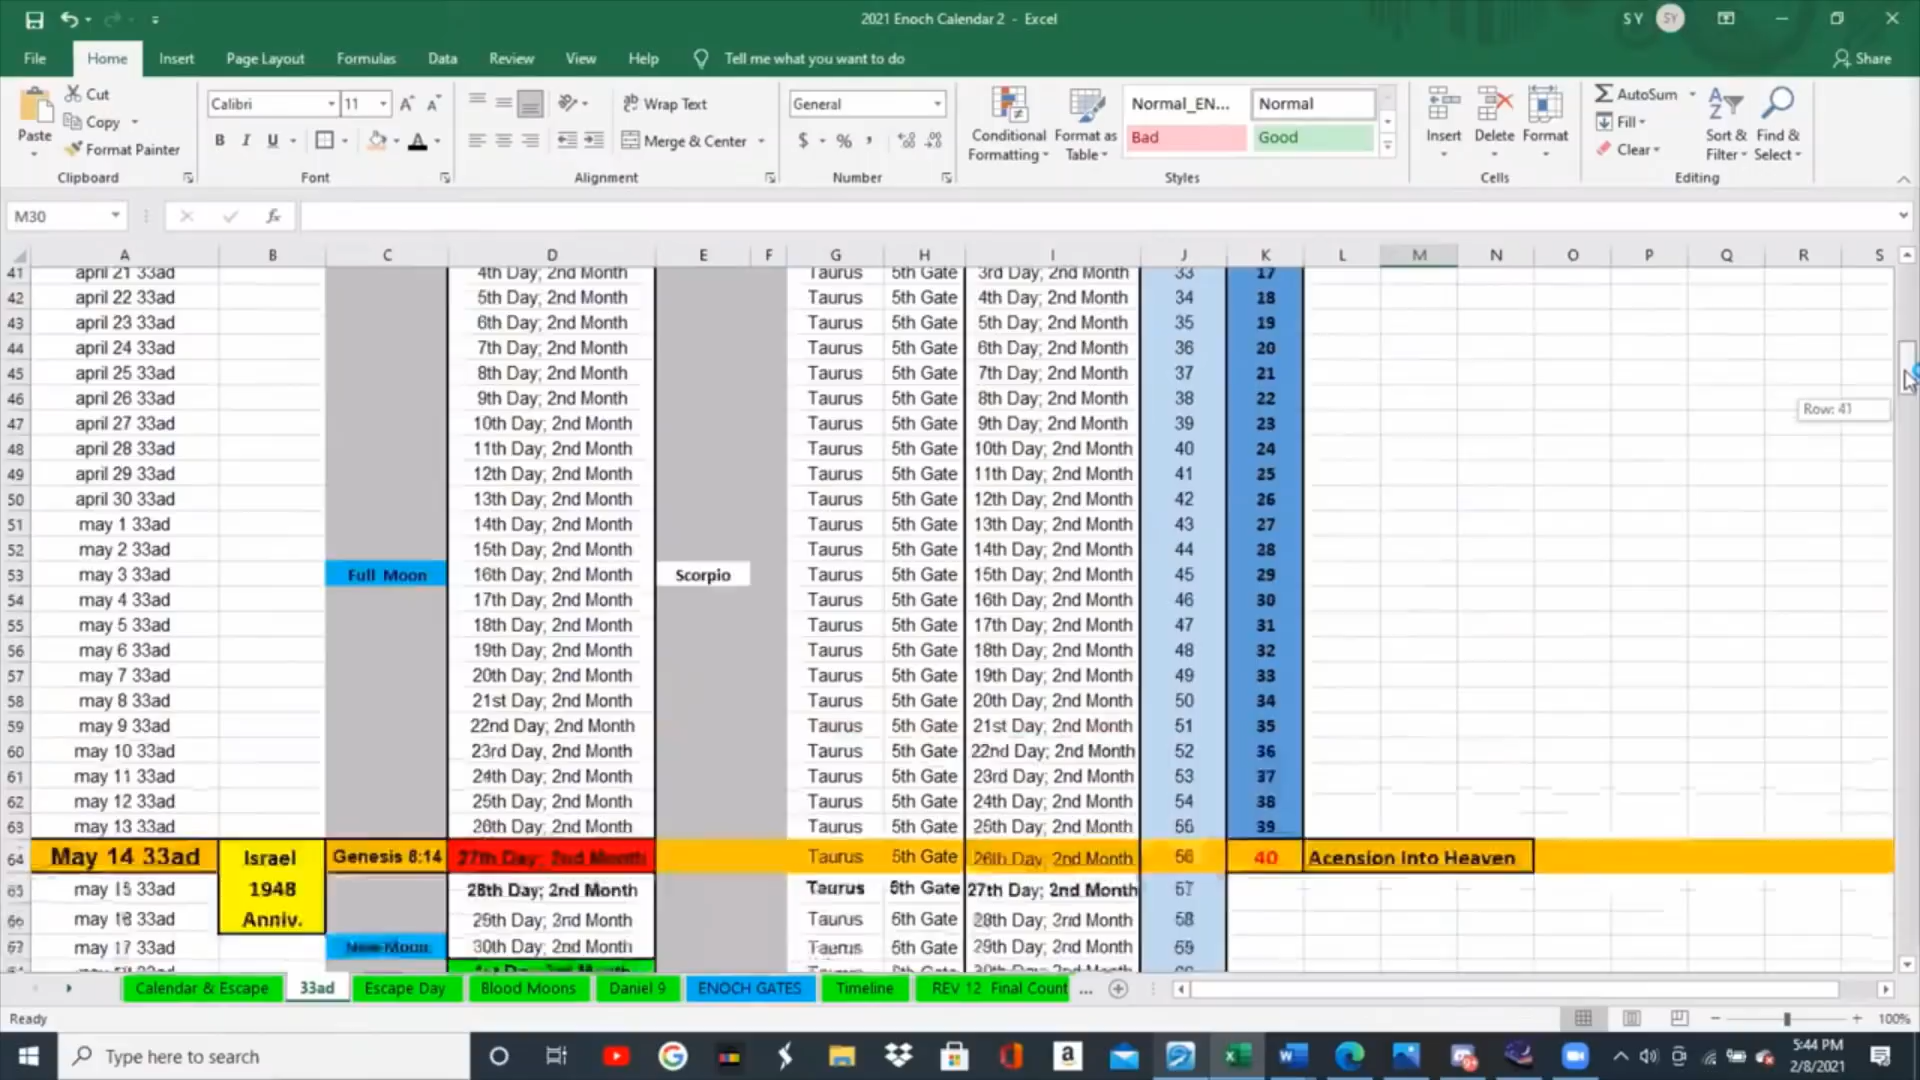 2021 Enoch Calendar 2 - Excel
S Y SY
File Home Insert Page Layout Formulas Data Review View Help Tell me what you want to do Share
Paste Cut Copy Format Painter Clipboard
Calibri 11 B I U Font
Wrap Text Merge & Center Alignment
General $ % Number
Conditional Formatting Format as Table Normal_EN... Normal Bad Good Styles
Insert Delete Format Cells
AutoSum Fill Clear Sort & Filter Find & Select Editing
M30 fx
A B C D E F G H I J K L M N O P Q R S
41 april 21 33ad 4th Day; 2nd Month Taurus 5th Gate 3rd Day; 2nd Month 33 17
42 april 22 33ad 5th Day; 2nd Month Taurus 5th Gate 4th Day; 2nd Month 34 18
43 april 23 33ad 6th Day; 2nd Month Taurus 5th Gate 5th Day; 2nd Month 35 19
44 april 24 33ad 7th Day; 2nd Month Taurus 5th Gate 6th Day; 2nd Month 36 20
45 april 25 33ad 8th Day; 2nd Month Taurus 5th Gate 7th Day; 2nd Month 37 21
46 april 26 33ad 9th Day; 2nd Month Taurus 5th Gate 8th Day; 2nd Month 38 22 Row: 41
47 april 27 33ad 10th Day; 2nd Month Taurus 5th Gate 9th Day; 2nd Month 39 23
48 april 28 33ad 11th Day; 2nd Month Taurus 5th Gate 10th Day; 2nd Month 40 24
49 april 29 33ad 12th Day; 2nd Month Taurus 5th Gate 11th Day; 2nd Month 41 25
50 april 30 33ad 13th Day; 2nd Month Taurus 5th Gate 12th Day; 2nd Month 42 26
51 may 1 33ad 14th Day; 2nd Month Taurus 5th Gate 13th Day; 2nd Month 43 27
52 may 2 33ad 15th Day; 2nd Month Taurus 5th Gate 14th Day; 2nd Month 44 28
53 may 3 33ad Full Moon 16th Day; 2nd Month Scorpio Taurus 5th Gate 15th Day; 2nd Month 45 29
54 may 4 33ad 17th Day; 2nd Month Taurus 5th Gate 16th Day; 2nd Month 46 30
55 may 5 33ad 18th Day; 2nd Month Taurus 5th Gate 17th Day; 2nd Month 47 31
56 may 6 33ad 19th Day; 2nd Month Taurus 5th Gate 18th Day; 2nd Month 48 32
57 may 7 33ad 20th Day; 2nd Month Taurus 5th Gate 19th Day; 2nd Month 49 33
58 may 8 33ad 21st Day; 2nd Month Taurus 5th Gate 20th Day; 2nd Month 50 34
59 may 9 33ad 22nd Day; 2nd Month Taurus 5th Gate 21st Day; 2nd Month 51 35
60 may 10 33ad 23rd Day; 2nd Month Taurus 5th Gate 22nd Day; 2nd Month 52 36
61 may 11 33ad 24th Day; 2nd Month Taurus 5th Gate 23rd Day; 2nd Month 53 37
62 may 12 33ad 25th Day; 2nd Month Taurus 5th Gate 24th Day; 2nd Month 54 38
63 may 13 33ad 26th Day; 2nd Month Taurus 5th Gate 25th Day; 2nd Month 55 39
64 May 14 33ad Israel Genesis 8:14 27th Day; 2nd Month Taurus 5th Gate 26th Day; 2nd Month 56 40 Acension Into Heaven
65 may 15 33ad 1948 28th Day; 2nd Month Taurus 27th Day; 2nd Month 57
66 may Anniv. 29th Day; Taurus 6th Gate 28th Day; 58
67 may 17 33ad New Moon 30th Day; 2nd Month Taurus 6th Gate 29th Day; 2nd Month 59
Calendar & Escape 33ad Escape Day Blood Moons Daniel 9 ENOCH GATES Timeline REV 12 Final Count ...
Ready 100%
Type here to search 5:44 PM
2/8/2021